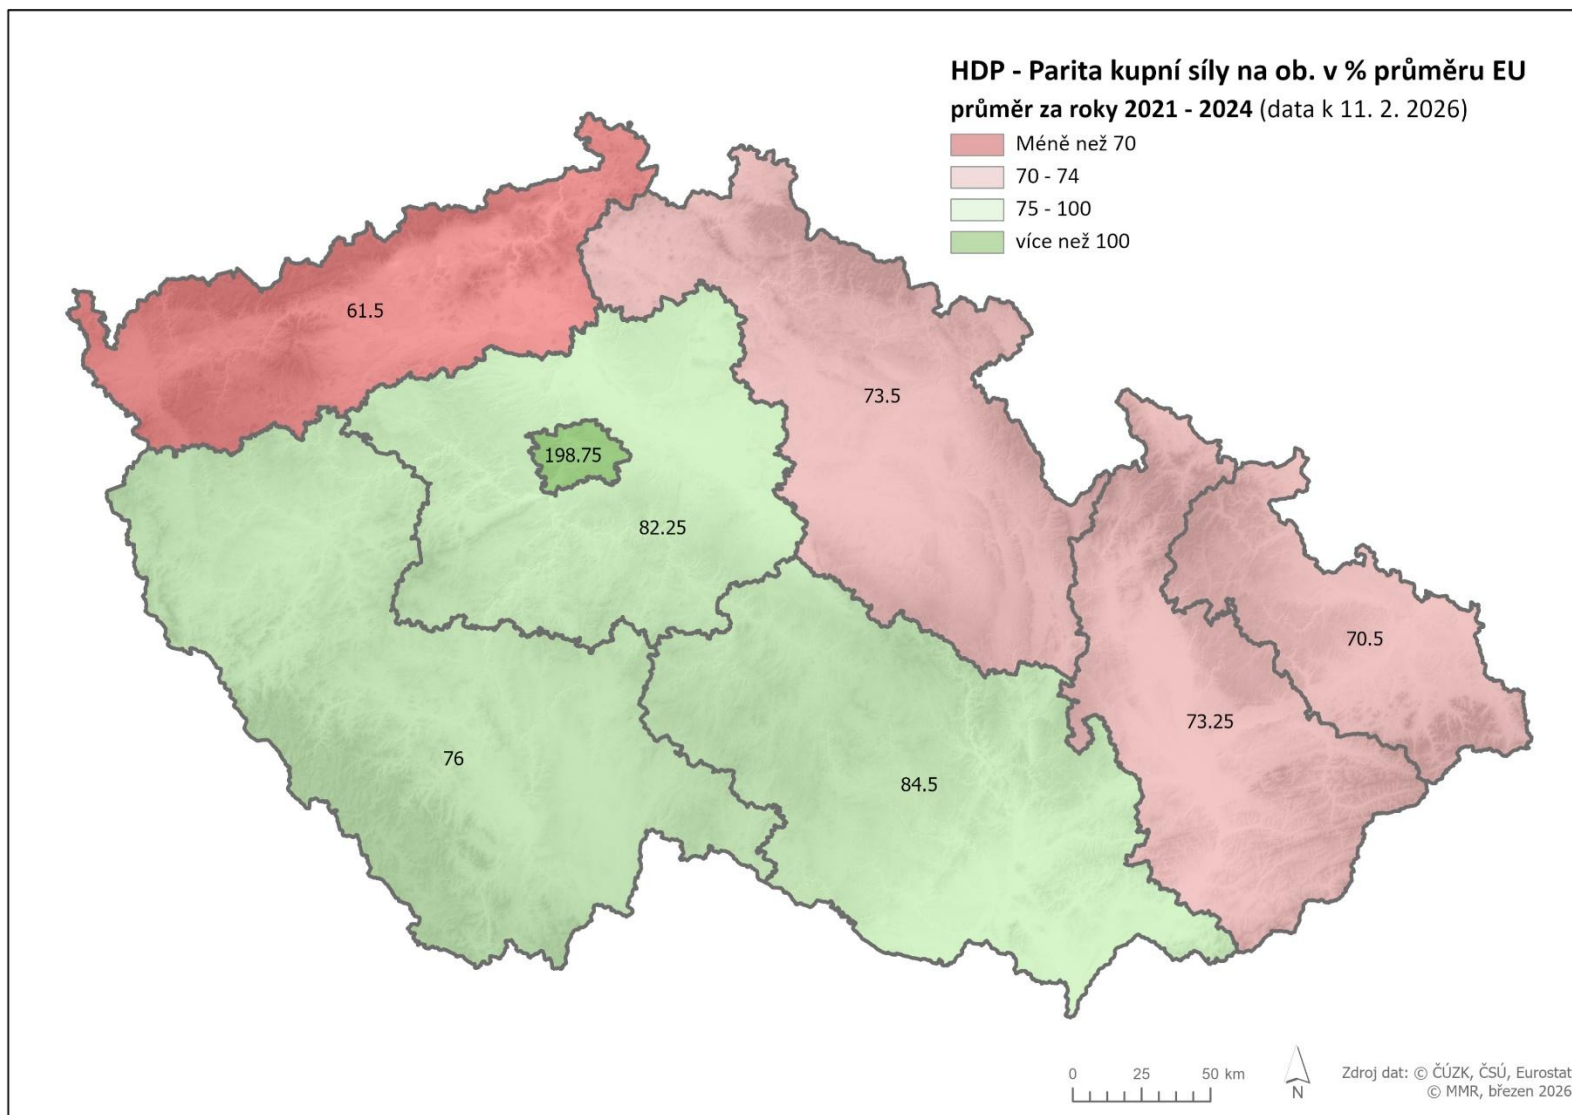 HDP - Parita kupní síly na ob. v % průměru EU
průměr za roky 2021 - 2024 (data k 11. 2. 2026)
Méně než 70
70 - 74
75 - 100
více než 100
61.5
73.5
198.75
82.25
70.5
73.25
76
84.5
0 25 50 km
N
Zdroj dat: © ČÚZK, ČSÚ, Eurostat
© MMR, březen 2026